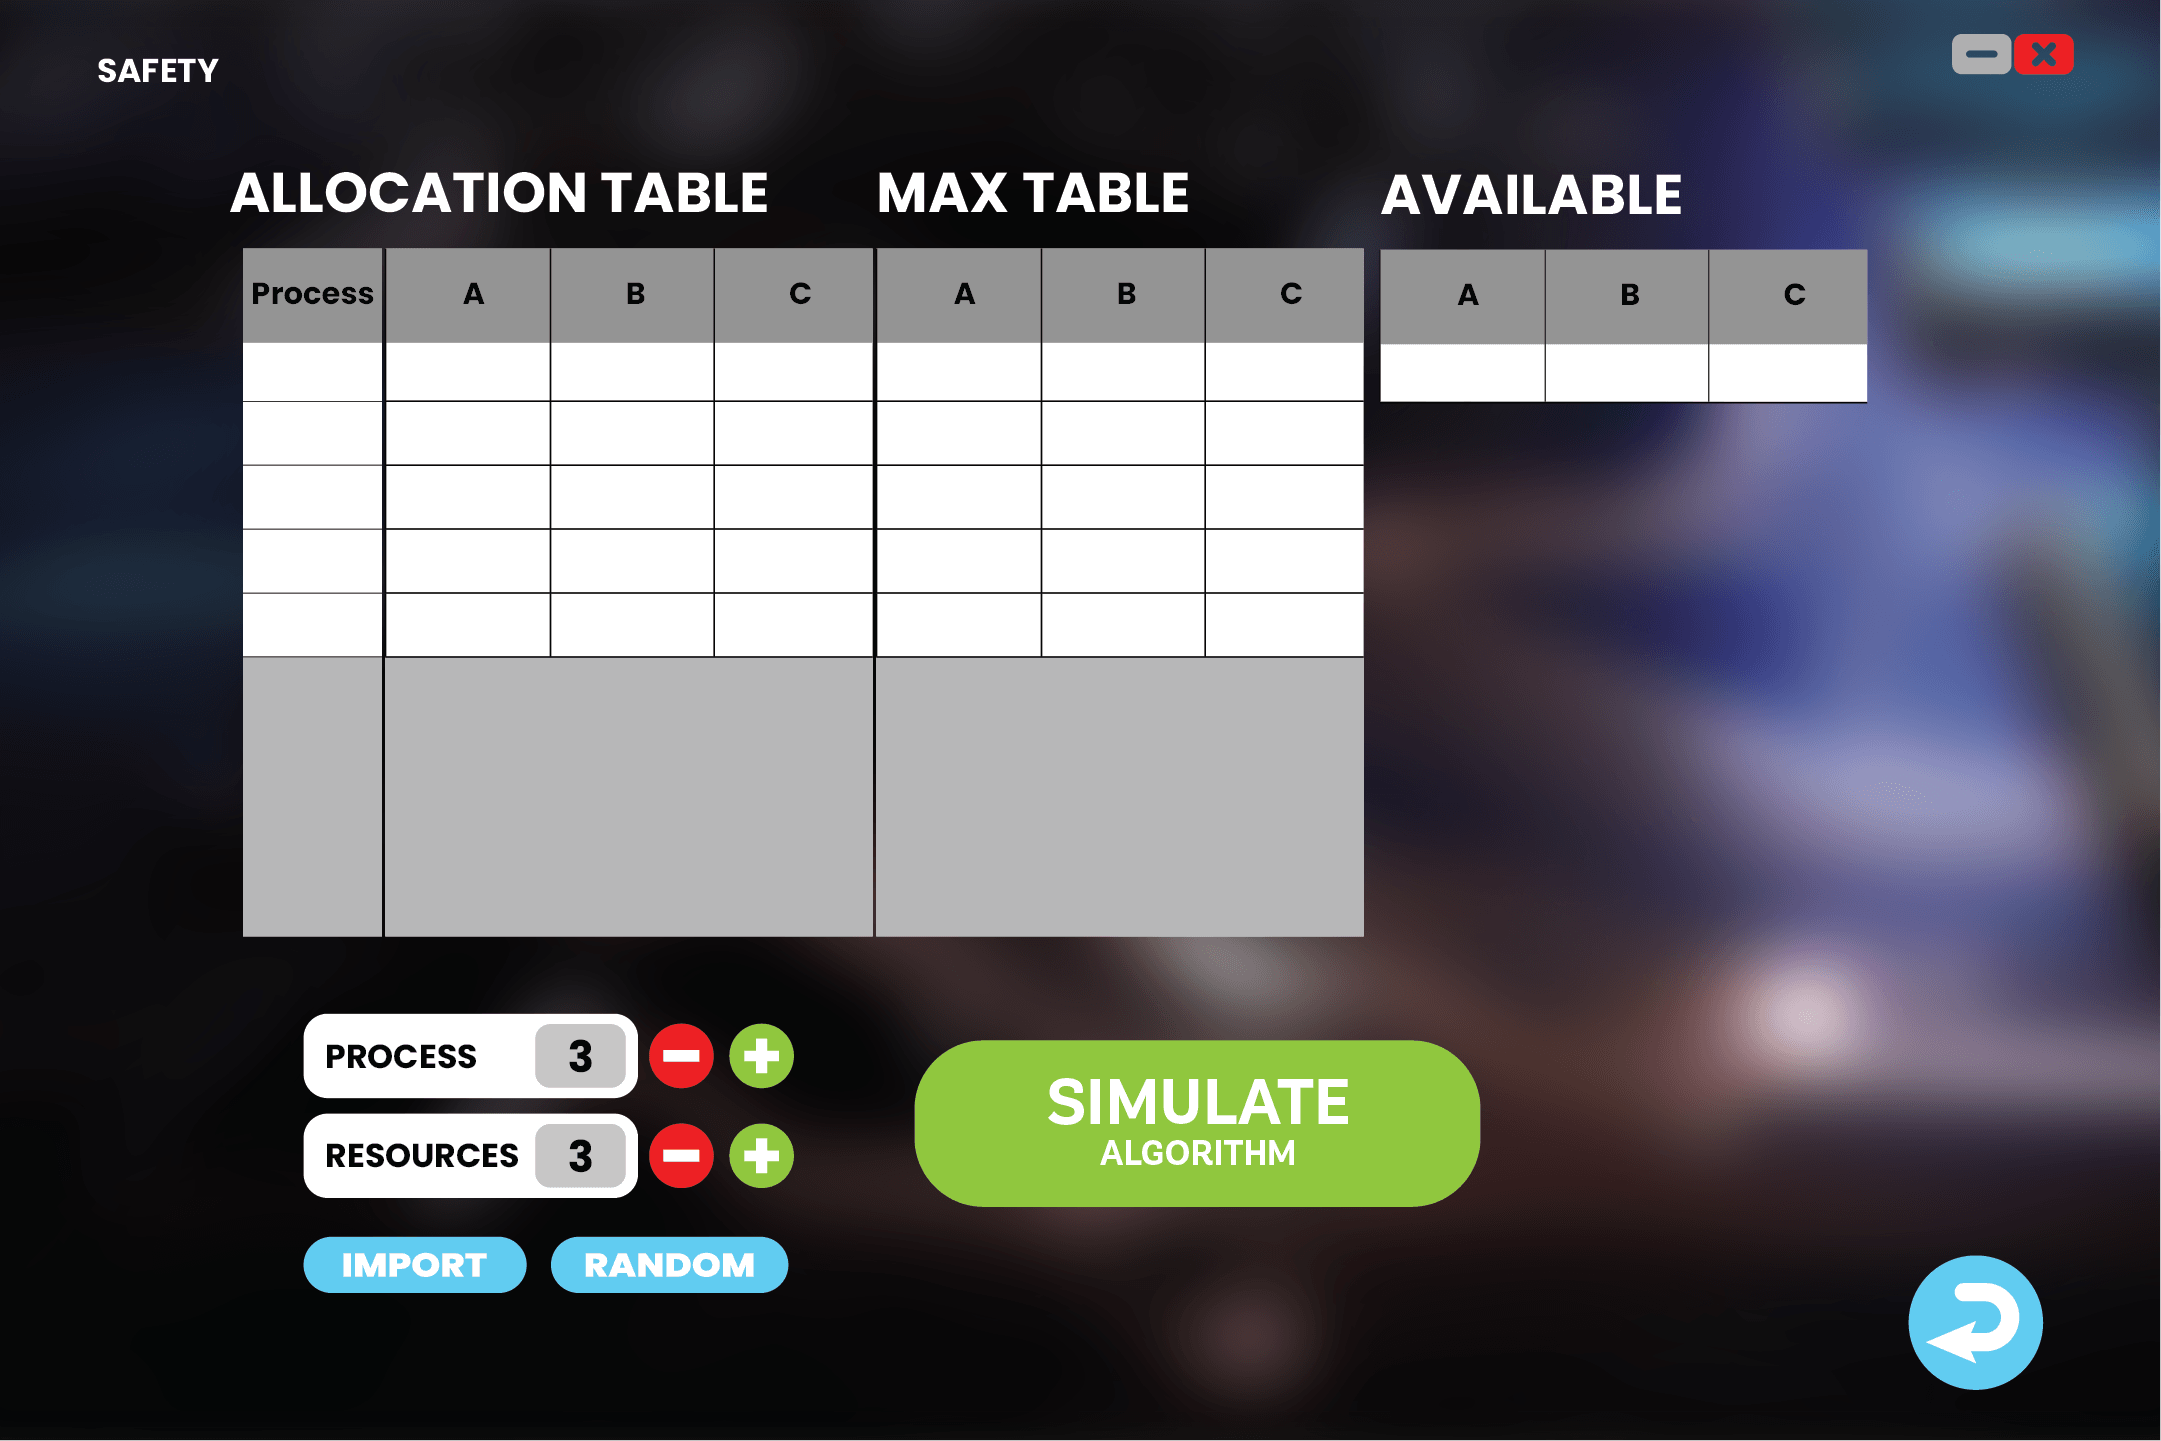 SAFETY
ALLOCATION TABLE MAX TABLE AVAILABLE
Process A B C A B C A B C
PROCESS 3
RESOURCES 3
SIMULATE
ALGORITHM
IMPORT RANDOM